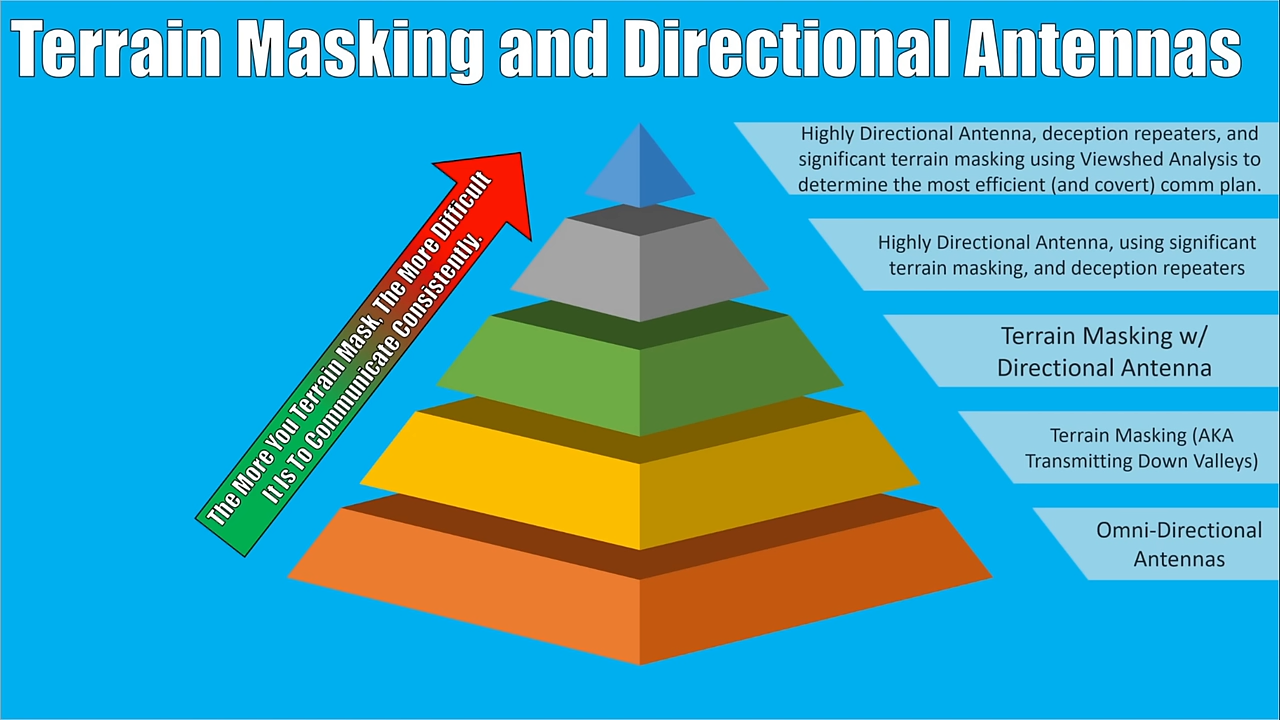 Terrain Masking and Directional Antennas
The More You Terrain Mask, The More Difficult
It Is To Communicate Consistently.
Highly Directional Antenna, deception repeaters, and
significant terrain masking using Viewshed Analysis to
determine the most efficient (and covert) comm plan.
Highly Directional Antenna, using significant
terrain masking, and deception repeaters
Terrain Masking w/
Directional Antenna
Terrain Masking (AKA
Transmitting Down Valleys)
Omni-Directional
Antennas